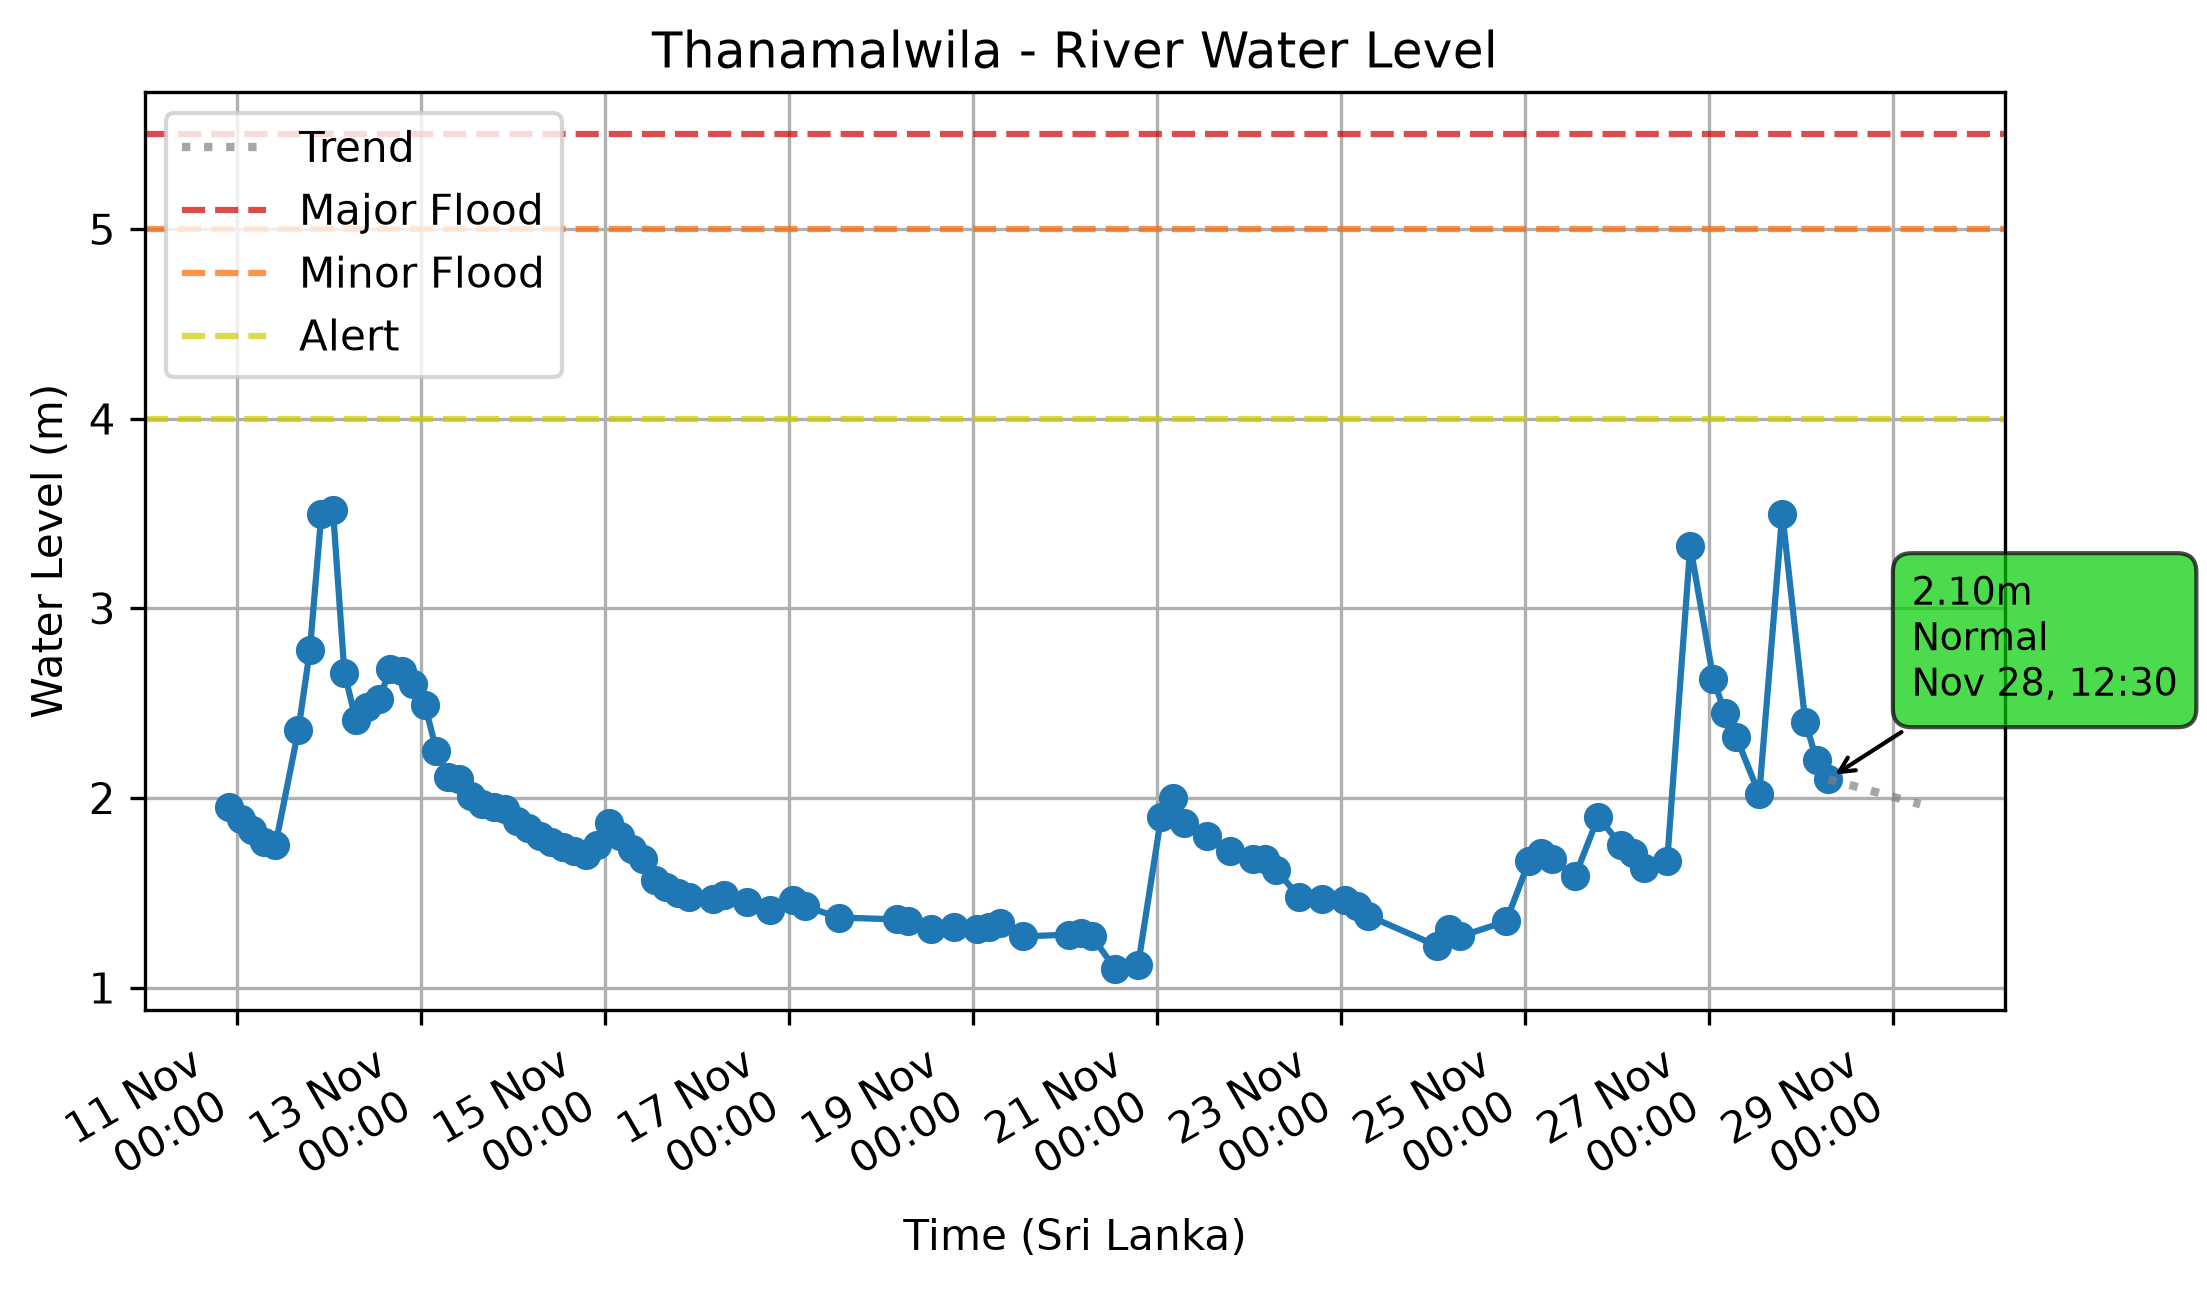 Thanamalwila - River Water Level
Trend
Major Flood
Minor Flood
Alert
Water Level (m)
5
4
3
2
1
2.10m
Normal
Nov 28, 12:30
11 Nov
00:00
13 Nov
00:00
15 Nov
00:00
17 Nov
00:00
19 Nov
00:00
21 Nov
00:00
23 Nov
00:00
25 Nov
00:00
27 Nov
00:00
29 Nov
00:00
Time (Sri Lanka)